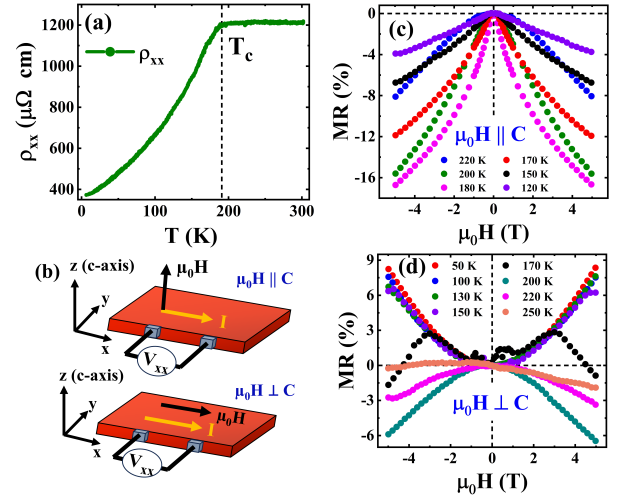 (a)
1200
1000
800
600
400
ρxx (μΩ cm)
ρxx
Tc
0
100
200
300
T (K)
(b)
z (c-axis)
y
x
μ0H
μ0H || C
I
Vxx
z (c-axis)
y
x
μ0H ⊥ C
μ0H
I
Vxx
(c)
0
-4
-8
-12
-16
MR (%)
μ0H || C
220 K
170 K
200 K
150 K
180 K
120 K
-4
-2
0
2
4
μ0H (T)
(d)
9
6
3
0
-3
-6
MR (%)
50 K
170 K
100 K
200 K
130 K
220 K
150 K
250 K
μ0H ⊥ C
-4
-2
0
2
4
μ0H (T)